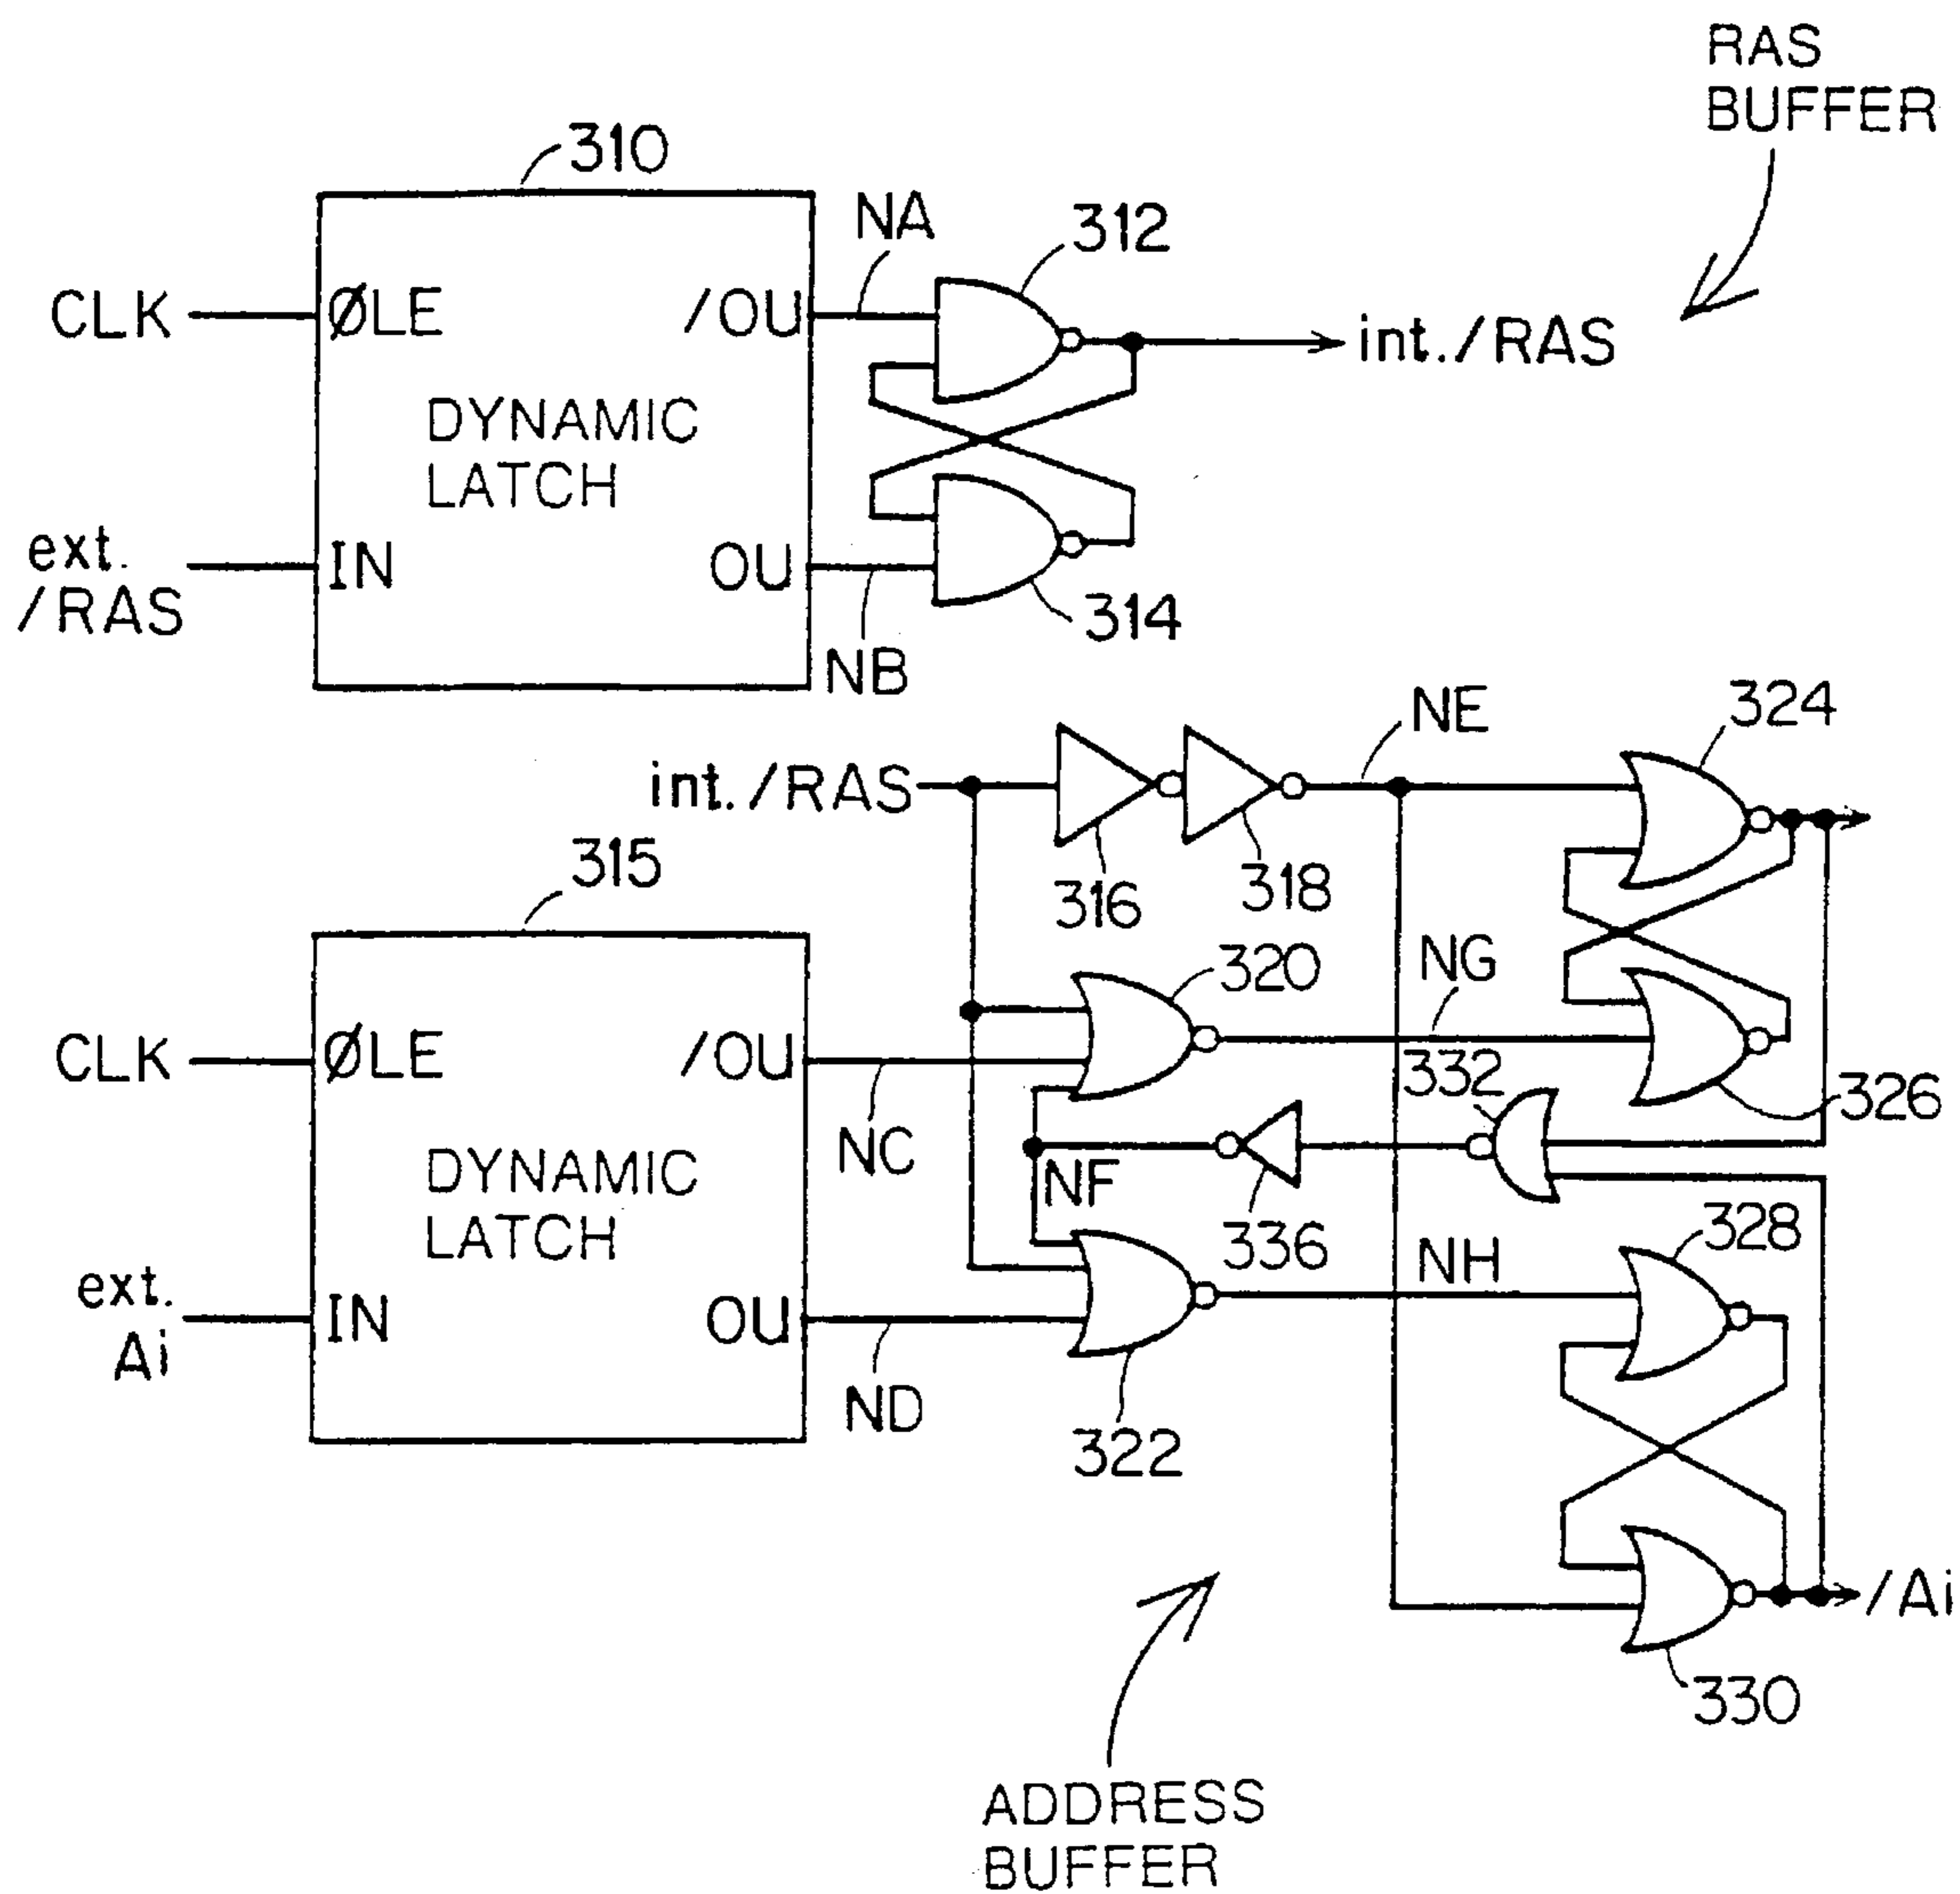 RAS
BUFFER
310
NA
312
CLK
ØLE
/OU
int./RAS
DYNAMIC
LATCH
ext.
/RAS
IN
OU
314
NB
NE
324
int./RAS
315
316
318
NG
320
CLK
ØLE
/OU
332
326
NC
NF
DYNAMIC
LATCH
336
328
NH
ext.
Ai
IN
OU
ND
322
/Ai
330
ADDRESS
BUFFER